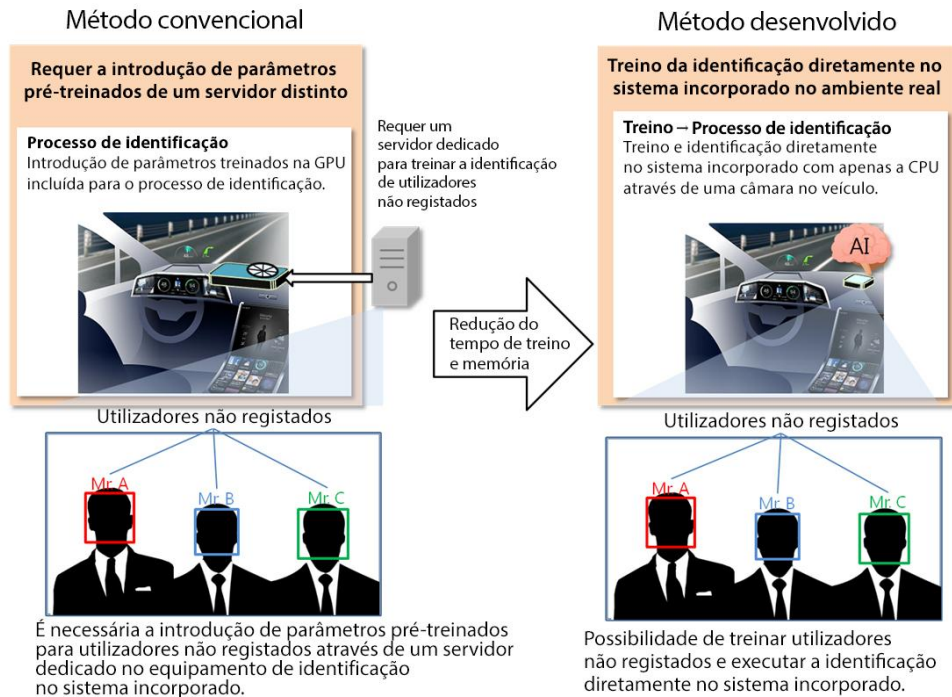 Método convencional
Requer a introdução de parâmetros
pré-treinados de um servidor distinto
Processo de identificação
Introdução de parâmetros treinados na GPU
incluída para o processo de identificação.
Requer um
servidor dedicado
para treinar a identificação
de utilizadores
não registados
Utilizadores não registados
Mr. A
Mr. B
Mr. C
É necessária a introdução de parâmetros pré-treinados
para utilizadores não registados através de um servidor
dedicado no equipamento de identificação
no sistema incorporado.
Redução do
tempo de treino
e memória
Método desenvolvido
Treino da identificação diretamente no
sistema incorporado no ambiente real
Treino → Processo de identificação
Treino e identificação diretamente
no sistema incorporado com apenas a CPU
através de uma câmara no veículo.
AI
Utilizadores não registados
Mr. A
Mr. B
Mr. C
Possibilidade de treinar utilizadores
não registados e executar a identificação
diretamente no sistema incorporado.